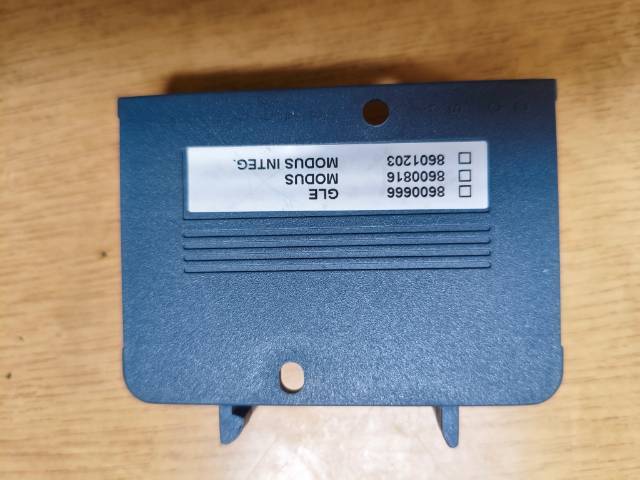 ☐ 8600666 GLE
☐ 8600816 MODUS
☐ 8601203 MODUS INTEG.